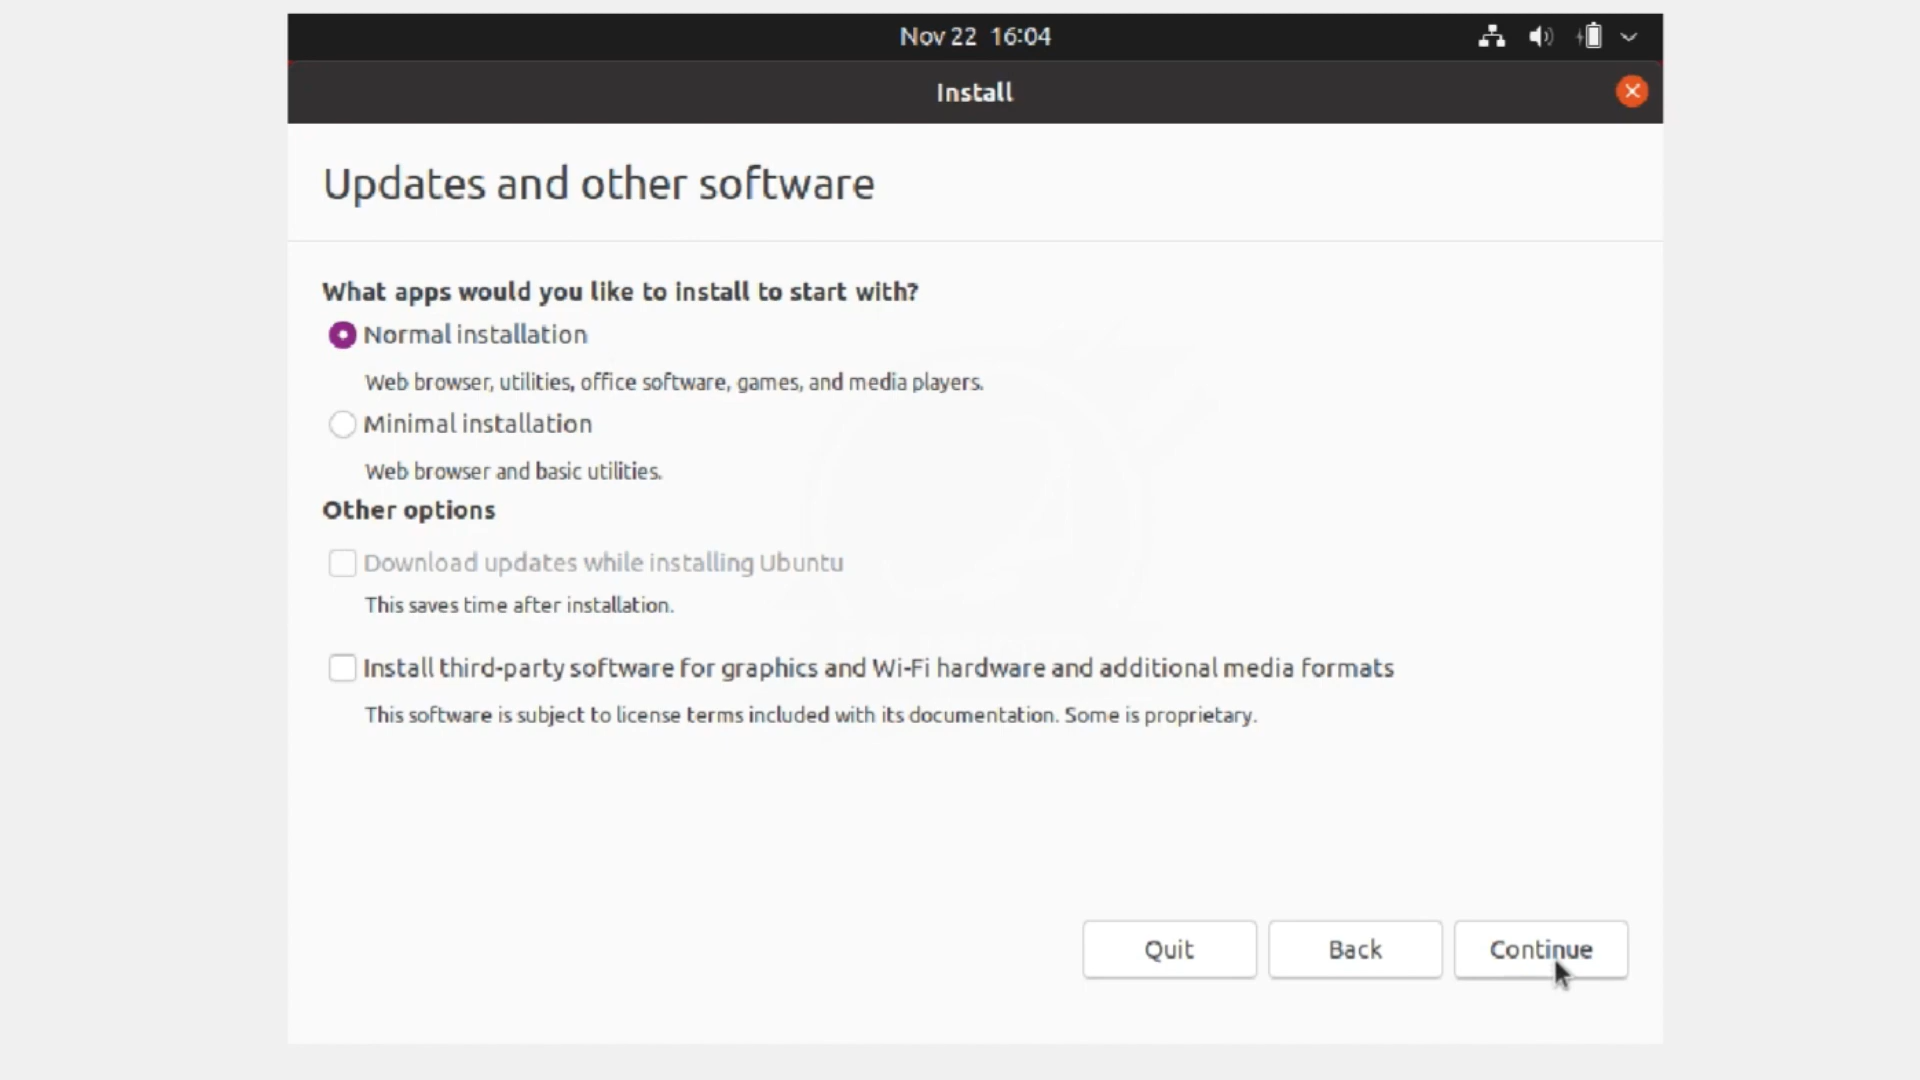 Nov 22 16:04
Install
Updates and other software
What apps would you like to install to start with?
Normal installation
Web browser, utilities, office software, games, and media players.
Minimal installation
Web browser and basic utilities.
Other options
Download updates while installing Ubuntu
This saves time after installation.
Install third-party software for graphics and Wi-Fi hardware and additional media formats
This software is subject to license terms included with its documentation. Some is proprietary.
Quit Back Continue